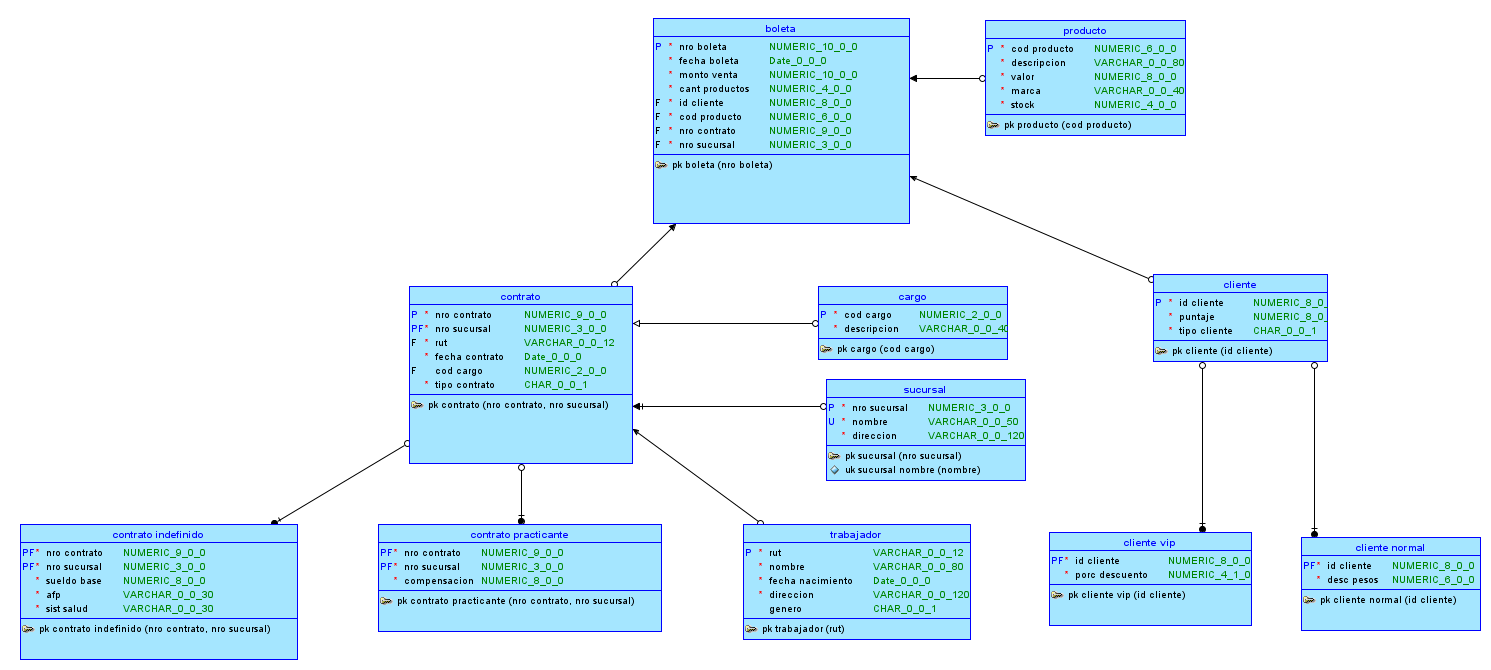 boleta
P * nro boleta NUMERIC_10_0_0
* fecha boleta Date_0_0_0
* monto venta NUMERIC_10_0_0
* cant productos NUMERIC_4_0_0
F * id cliente NUMERIC_8_0_0
F * cod producto NUMERIC_6_0_0
F * nro contrato NUMERIC_9_0_0
F * nro sucursal NUMERIC_3_0_0
pk boleta (nro boleta)
producto
P * cod producto NUMERIC_6_0_0
* descripcion VARCHAR_0_0_80
* valor NUMERIC_8_0_0
* marca VARCHAR_0_0_40
* stock NUMERIC_4_0_0
pk producto (cod producto)
contrato
P * nro contrato NUMERIC_9_0_0
PF* nro sucursal NUMERIC_3_0_0
F * rut VARCHAR_0_0_12
* fecha contrato Date_0_0_0
F cod cargo NUMERIC_2_0_0
* tipo contrato CHAR_0_0_1
pk contrato (nro contrato, nro sucursal)
cargo
P * cod cargo NUMERIC_2_0_0
* descripcion VARCHAR_0_0_40
pk cargo (cod cargo)
cliente
P * id cliente NUMERIC_8_0_
* puntaje NUMERIC_8_0_
* tipo cliente CHAR_0_0_1
pk cliente (id cliente)
sucursal
P * nro sucursal NUMERIC_3_0_0
U * nombre VARCHAR_0_0_50
* direccion VARCHAR_0_0_120
pk sucursal (nro sucursal)
uk sucursal nombre (nombre)
contrato indefinido
PF* nro contrato NUMERIC_9_0_0
PF* nro sucursal NUMERIC_3_0_0
* sueldo base NUMERIC_8_0_0
* afp VARCHAR_0_0_30
* sist salud VARCHAR_0_0_30
pk contrato indefinido (nro contrato, nro sucursal)
contrato practicante
PF* nro contrato NUMERIC_9_0_0
PF* nro sucursal NUMERIC_3_0_0
* compensacion NUMERIC_8_0_0
pk contrato practicante (nro contrato, nro sucursal)
trabajador
P * rut VARCHAR_0_0_12
* nombre VARCHAR_0_0_80
* fecha nacimiento Date_0_0_0
* direccion VARCHAR_0_0_120
genero CHAR_0_0_1
pk trabajador (rut)
cliente vip
PF* id cliente NUMERIC_8_0_0
* porc descuento NUMERIC_4_1_0
pk cliente vip (id cliente)
cliente normal
PF* id cliente NUMERIC_8_0_0
* desc pesos NUMERIC_6_0_0
pk cliente normal (id cliente)